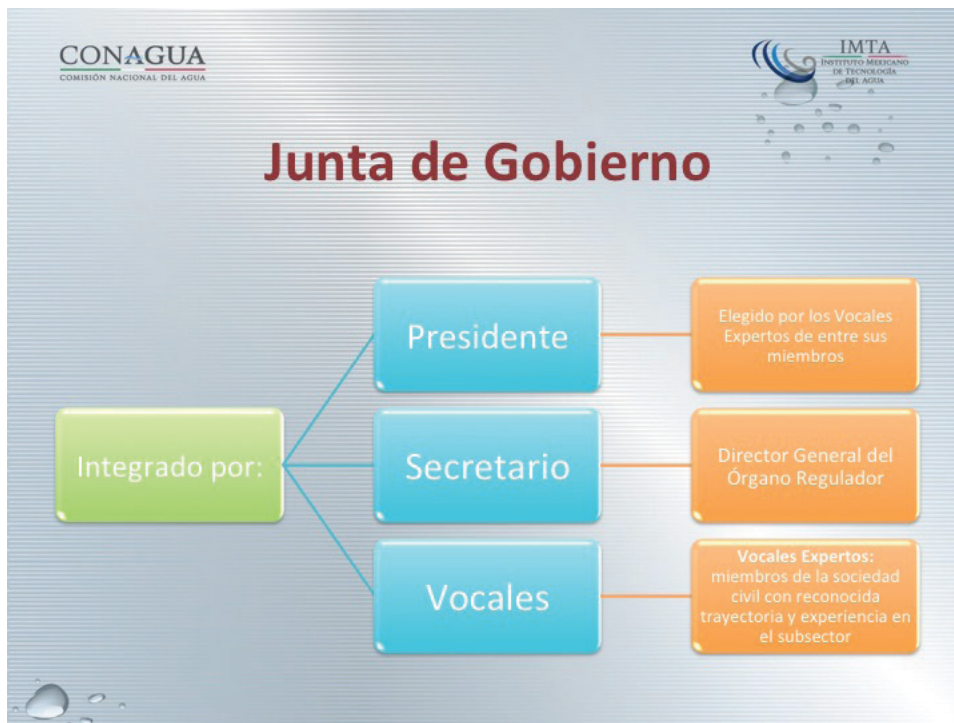 CONAGUA
COMISIÓN NACIONAL DEL AGUA
IMTA
INSTITUTO MEXICANO
DE TECNOLOGÍA
DEL AGUA
Junta de Gobierno
Integrado por:
Presidente
Elegido por los Vocales
Expertos de entre sus
miembros
Secretario
Director General del
Órgano Regulador
Vocales
Vocales Expertos:
miembros de la sociedad
civil con reconocida
trayectoria y experiencia en
el subsector